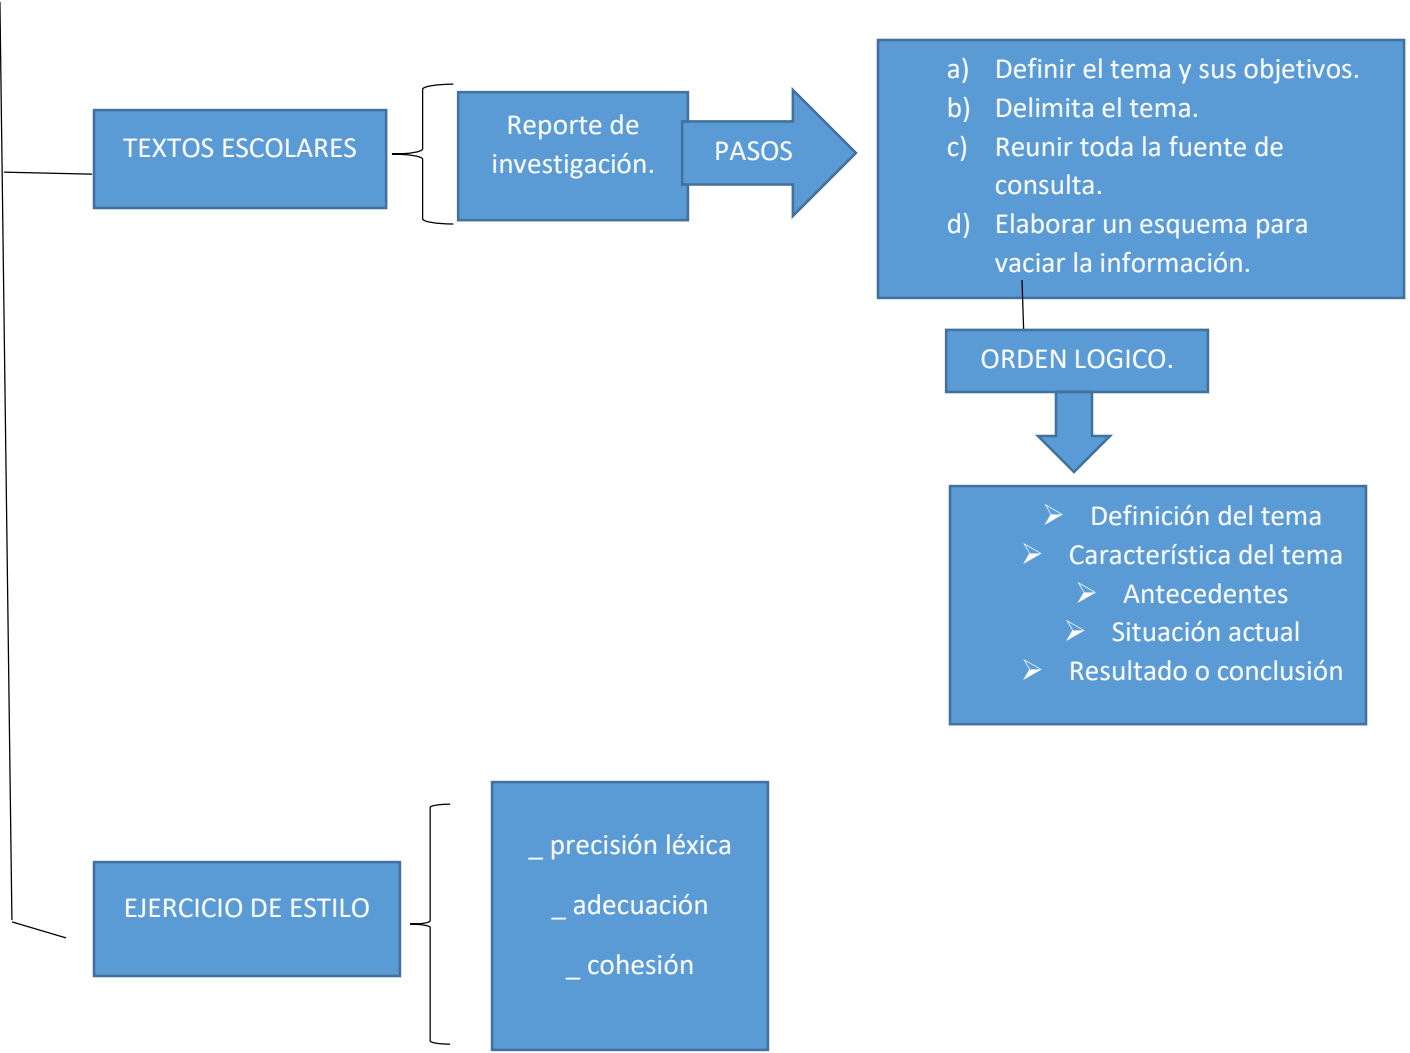 TEXTOS ESCOLARES
Reporte de
investigación.
PASOS
a) Definir el tema y sus objetivos.
b) Delimita el tema.
c) Reunir toda la fuente de
consulta.
d) Elaborar un esquema para
vaciar la información.
ORDEN LOGICO.
➢ Definición del tema
➢ Característica del tema
➢ Antecedentes
➢ Situación actual
➢ Resultado o conclusión
EJERCICIO DE ESTILO
_ precisión léxica
_ adecuación
_ cohesión